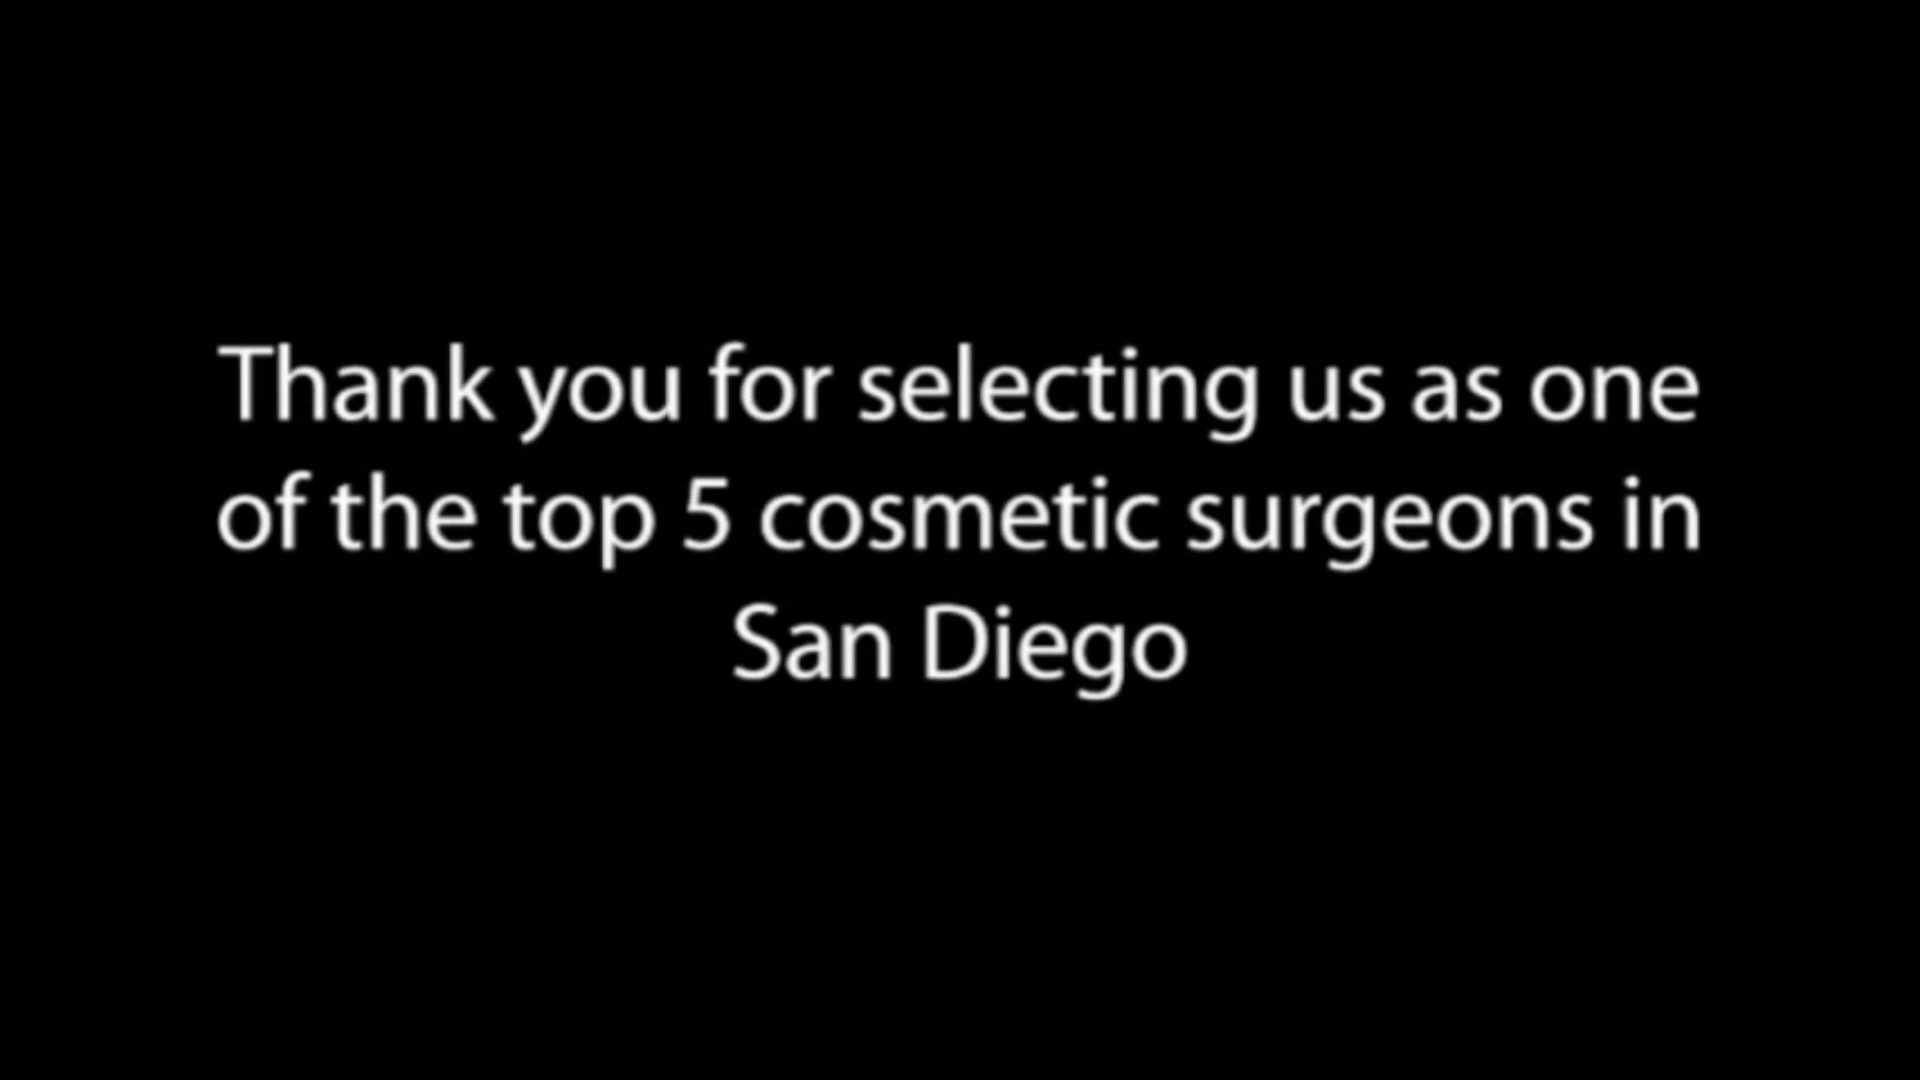 Thank you for selecting us as one
of the top 5 cosmetic surgeons in
San Diego